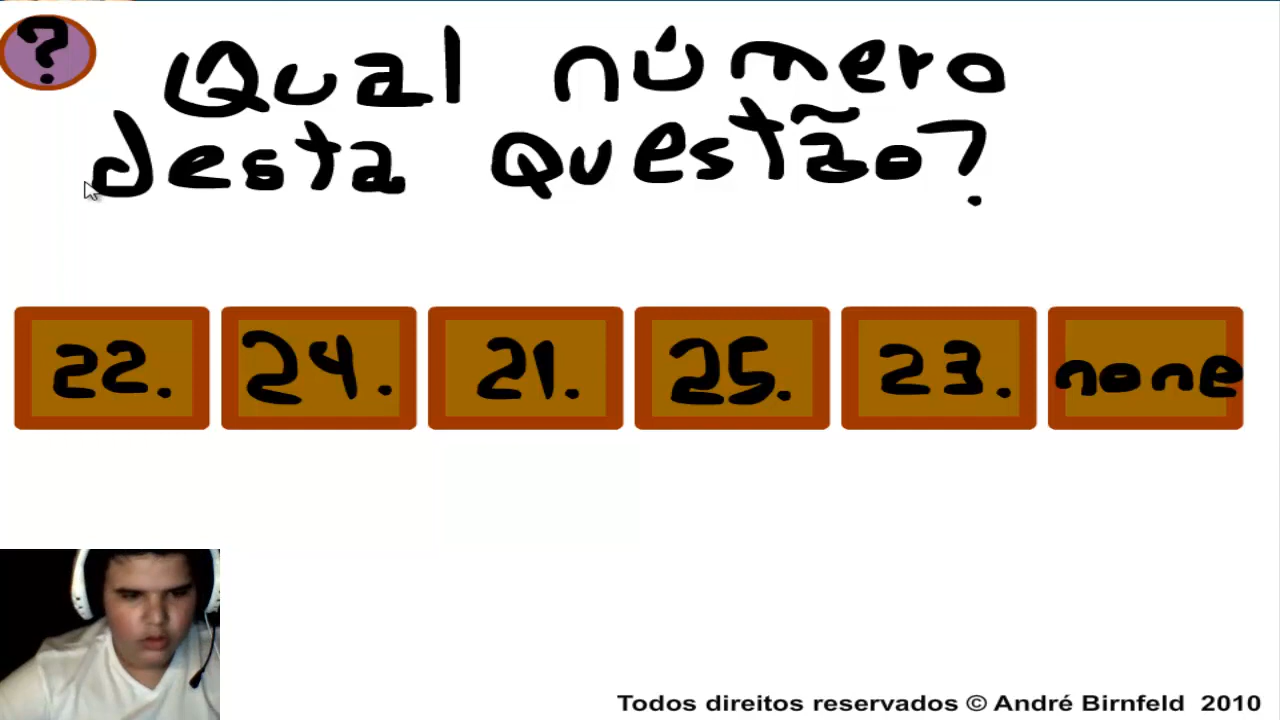 ?
Qual número
desta questão?
22.
24.
21.
25.
23.
none
Todos direitos reservados © André Birnfeld 2010